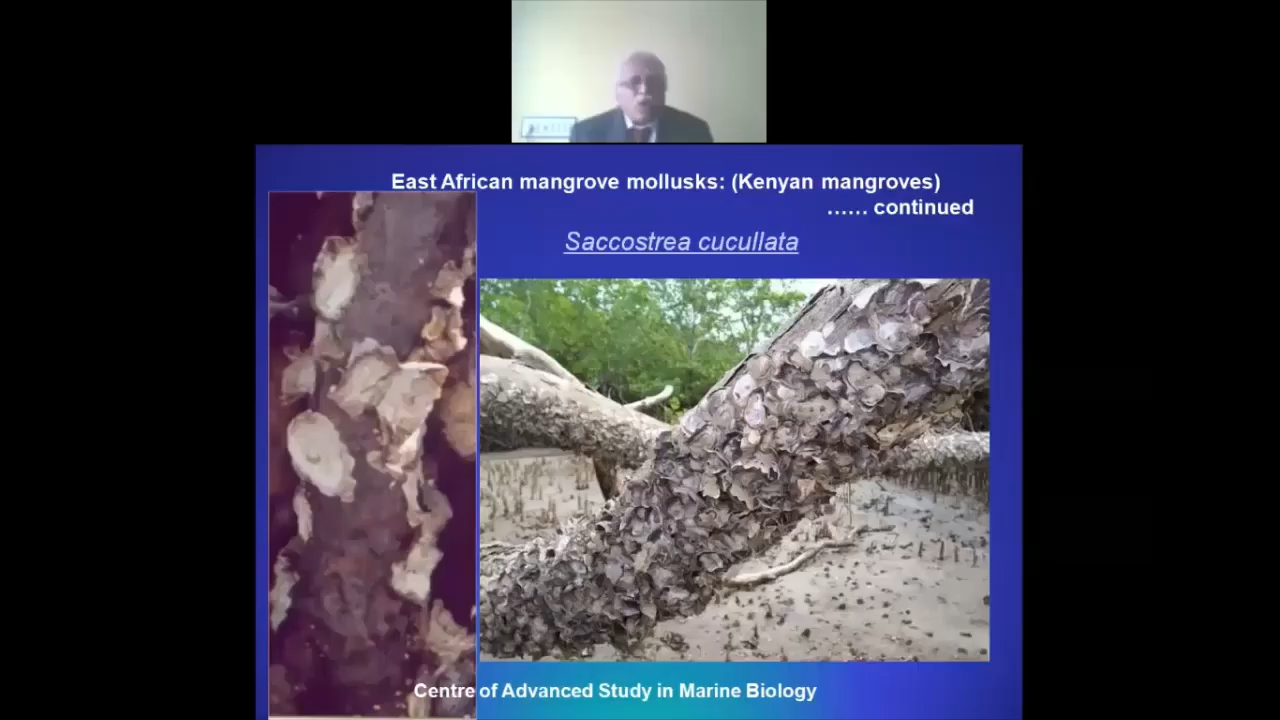 East African mangrove mollusks: (Kenyan mangroves)
…… continued
Saccostrea cucullata
Centre of Advanced Study in Marine Biology